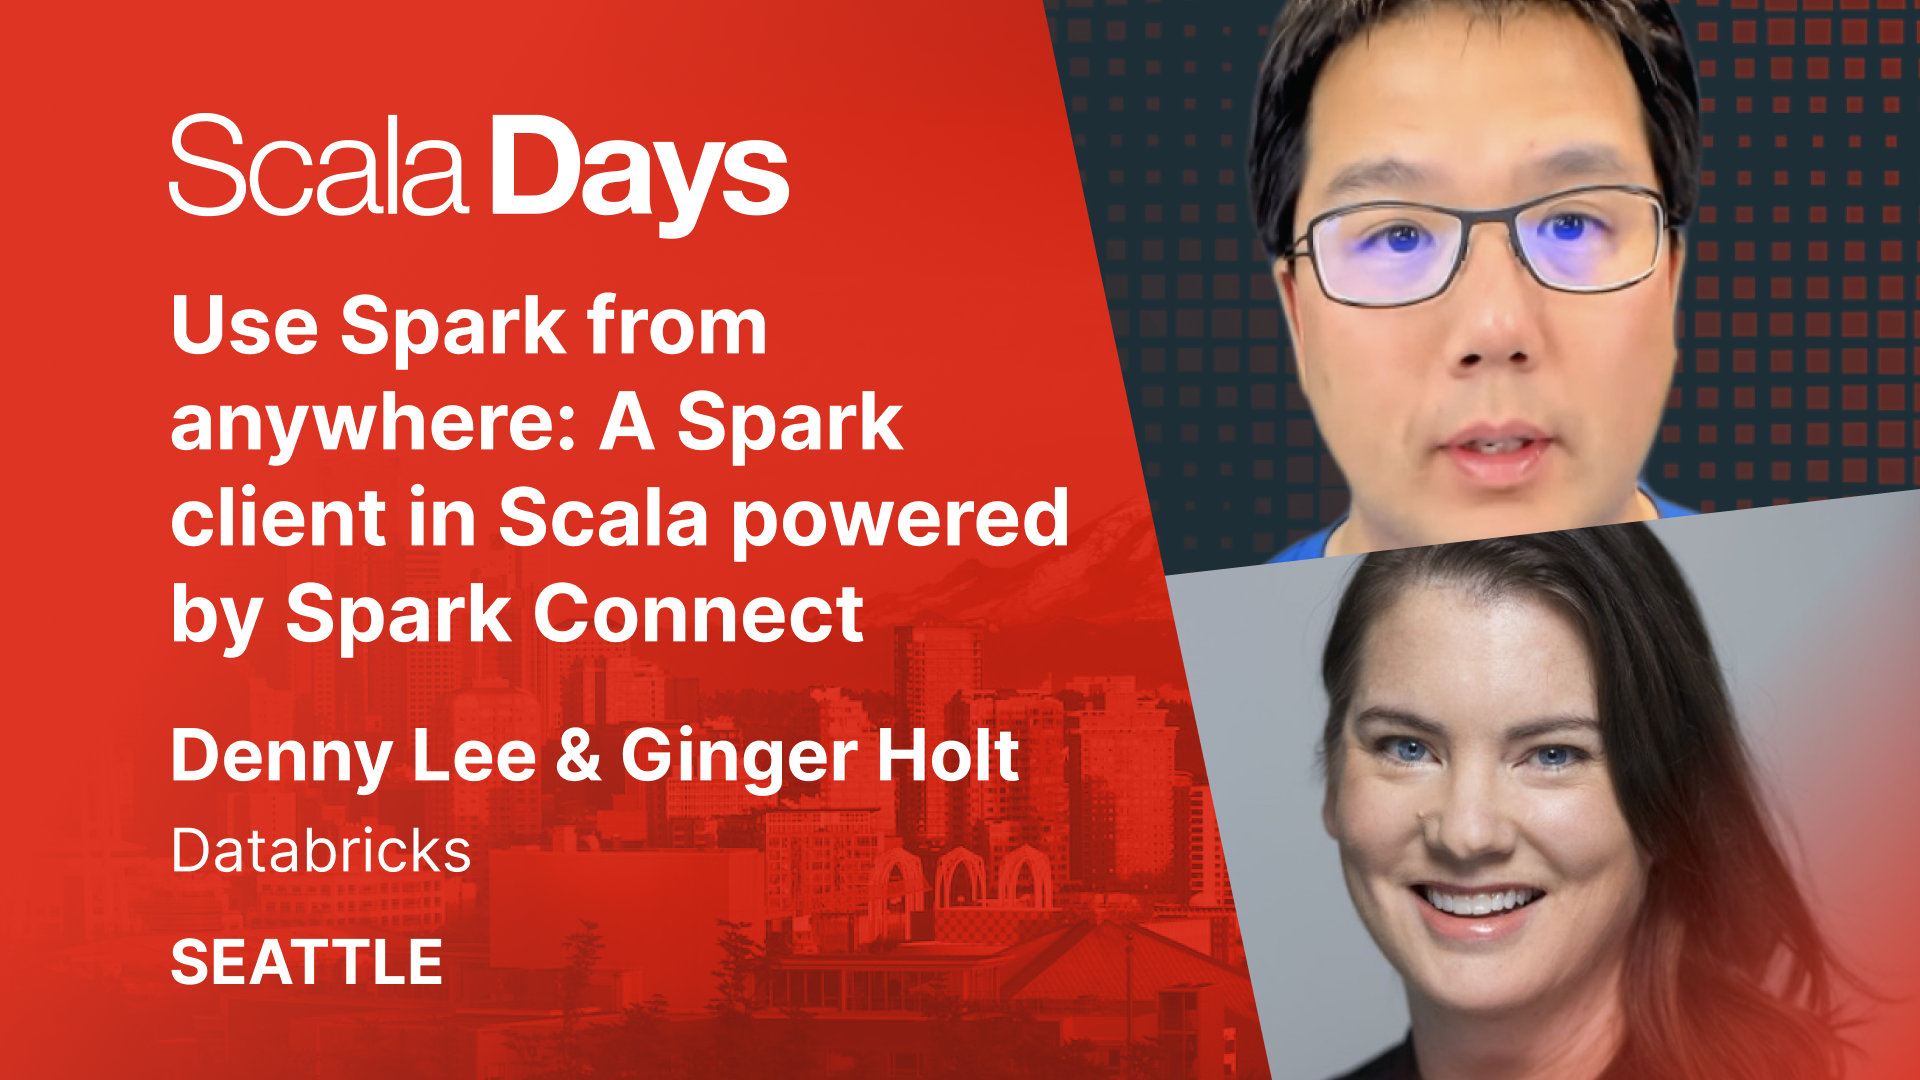 Scala Days
Use Spark from
anywhere: A Spark
client in Scala powered
by Spark Connect
Denny Lee & Ginger Holt
Databricks
SEATTLE